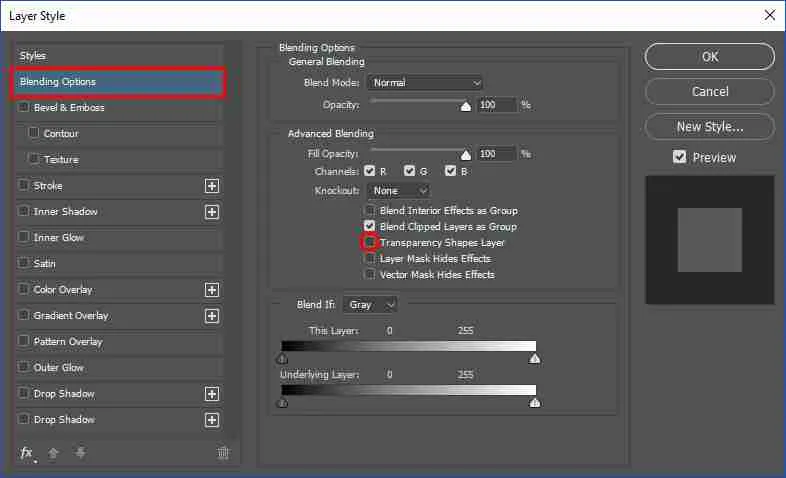 Layer Style
Styles
Blending Options
Bevel & Emboss
Contour
Texture
Stroke
Inner Shadow
Inner Glow
Satin
Color Overlay
Gradient Overlay
Pattern Overlay
Outer Glow
Drop Shadow
Drop Shadow
fx
Blending Options
General Blending
Blend Mode: Normal
Opacity: 100 %
Advanced Blending
Fill Opacity: 100 %
Channels: R G B
Knockout: None
Blend Interior Effects as Group
Blend Clipped Layers as Group
Transparency Shapes Layer
Layer Mask Hides Effects
Vector Mask Hides Effects
Blend If: Gray
This Layer: 0 255
Underlying Layer: 0 255
OK
Cancel
New Style...
Preview